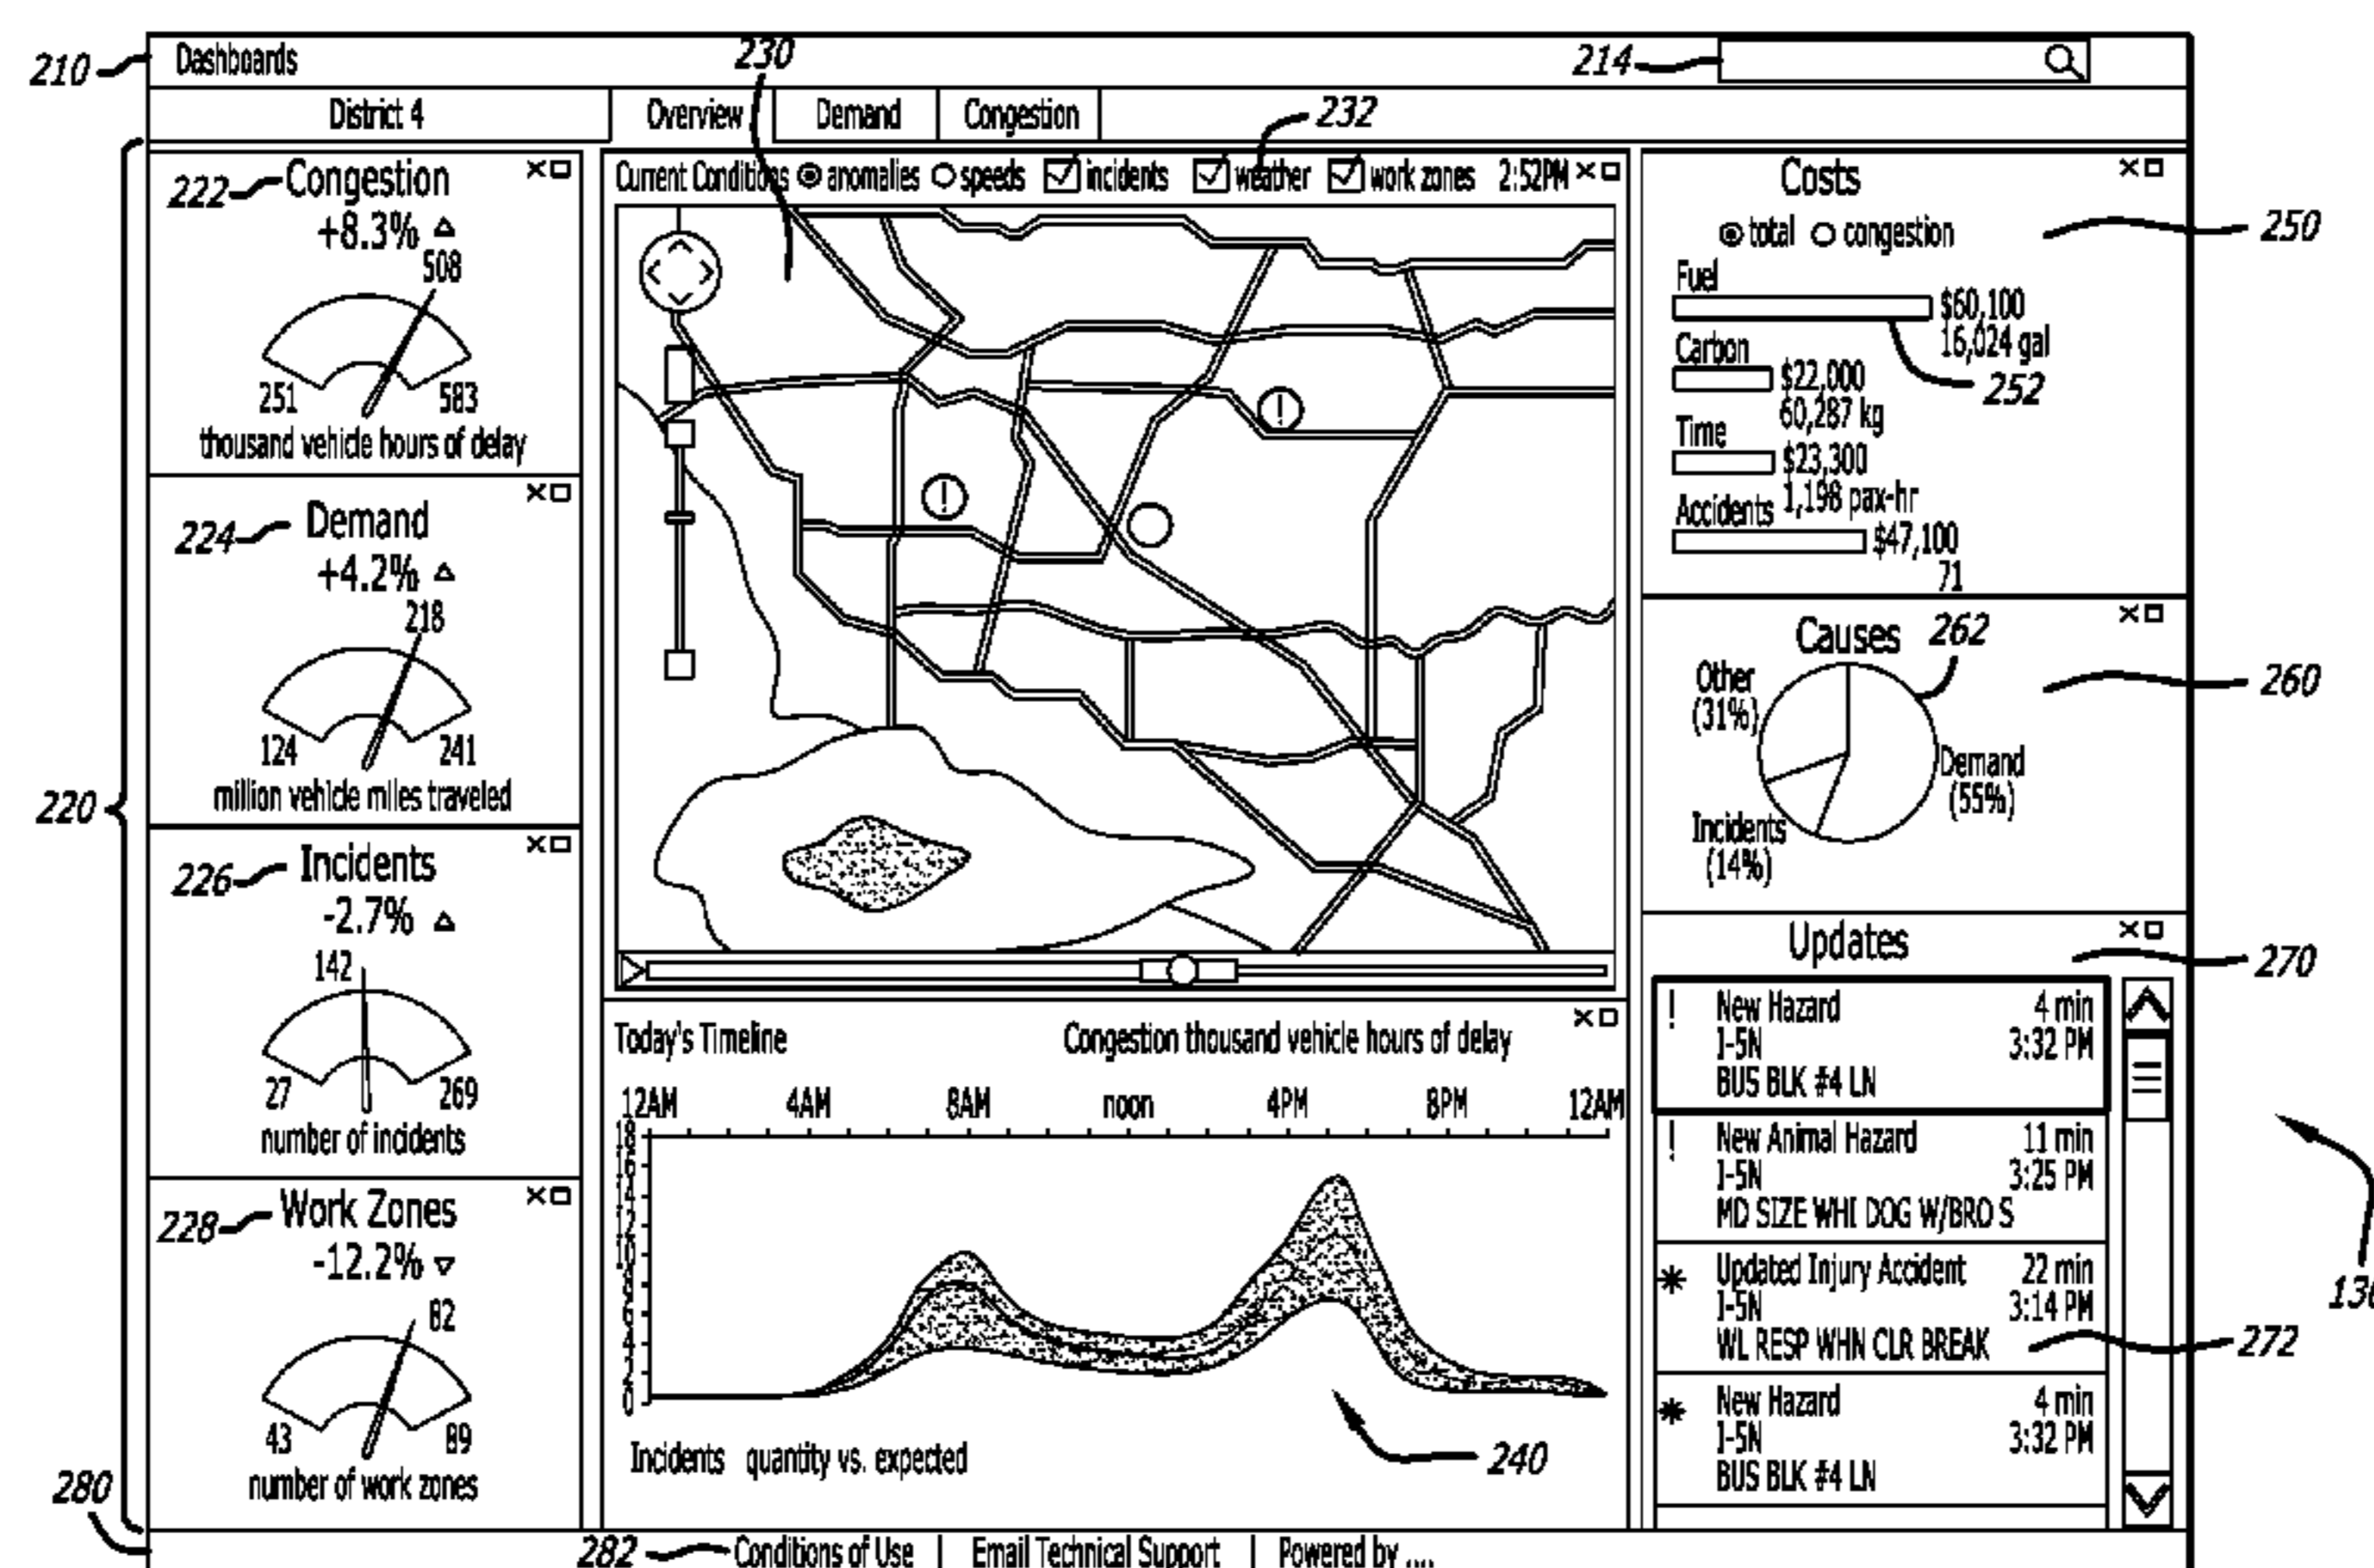 210
Dashboards
230
214
District 4
Overview
Demand
Congestion
232
220
222
Congestion
+8.3%
508
251
583
thousand vehicle hours of delay
224
Demand
+4.2%
218
124
241
million vehicle miles traveled
226
Incidents
-2.7%
142
27
269
number of incidents
228
Work Zones
-12.2%
82
43
89
number of work zones
Current Conditions anomalies speeds incidents weather work zones 2:52PM
!
!
Today's Timeline
Congestion thousand vehicle hours of delay
12AM 4AM 8AM noon 4PM 8PM 12AM
18
10
0
Incidents quantity vs. expected
240
Costs
total congestion
250
Fuel
$60,100
16,024 gal
252
Carbon
$22,000
60,287 kg
Time
$23,300
1,198 pax-hr
Accidents
$47,100
71
Causes
262
260
Other
(31%)
Demand
(55%)
Incidents
(14%)
Updates
270
! New Hazard 4 min
I-5N 3:32 PM
BUS BLK #4 LN
! New Animal Hazard 11 min
I-5N 3:25 PM
MD SIZE WHI DOG W/BRO S
Updated Injury Accident 22 min
I-5N 3:14 PM
WL RESP WHN CLR BREAK
272
New Hazard 4 min
I-5N 3:32 PM
BUS BLK #4 LN
280
282
Conditions of Use | Email Technical Support | Powered by ....